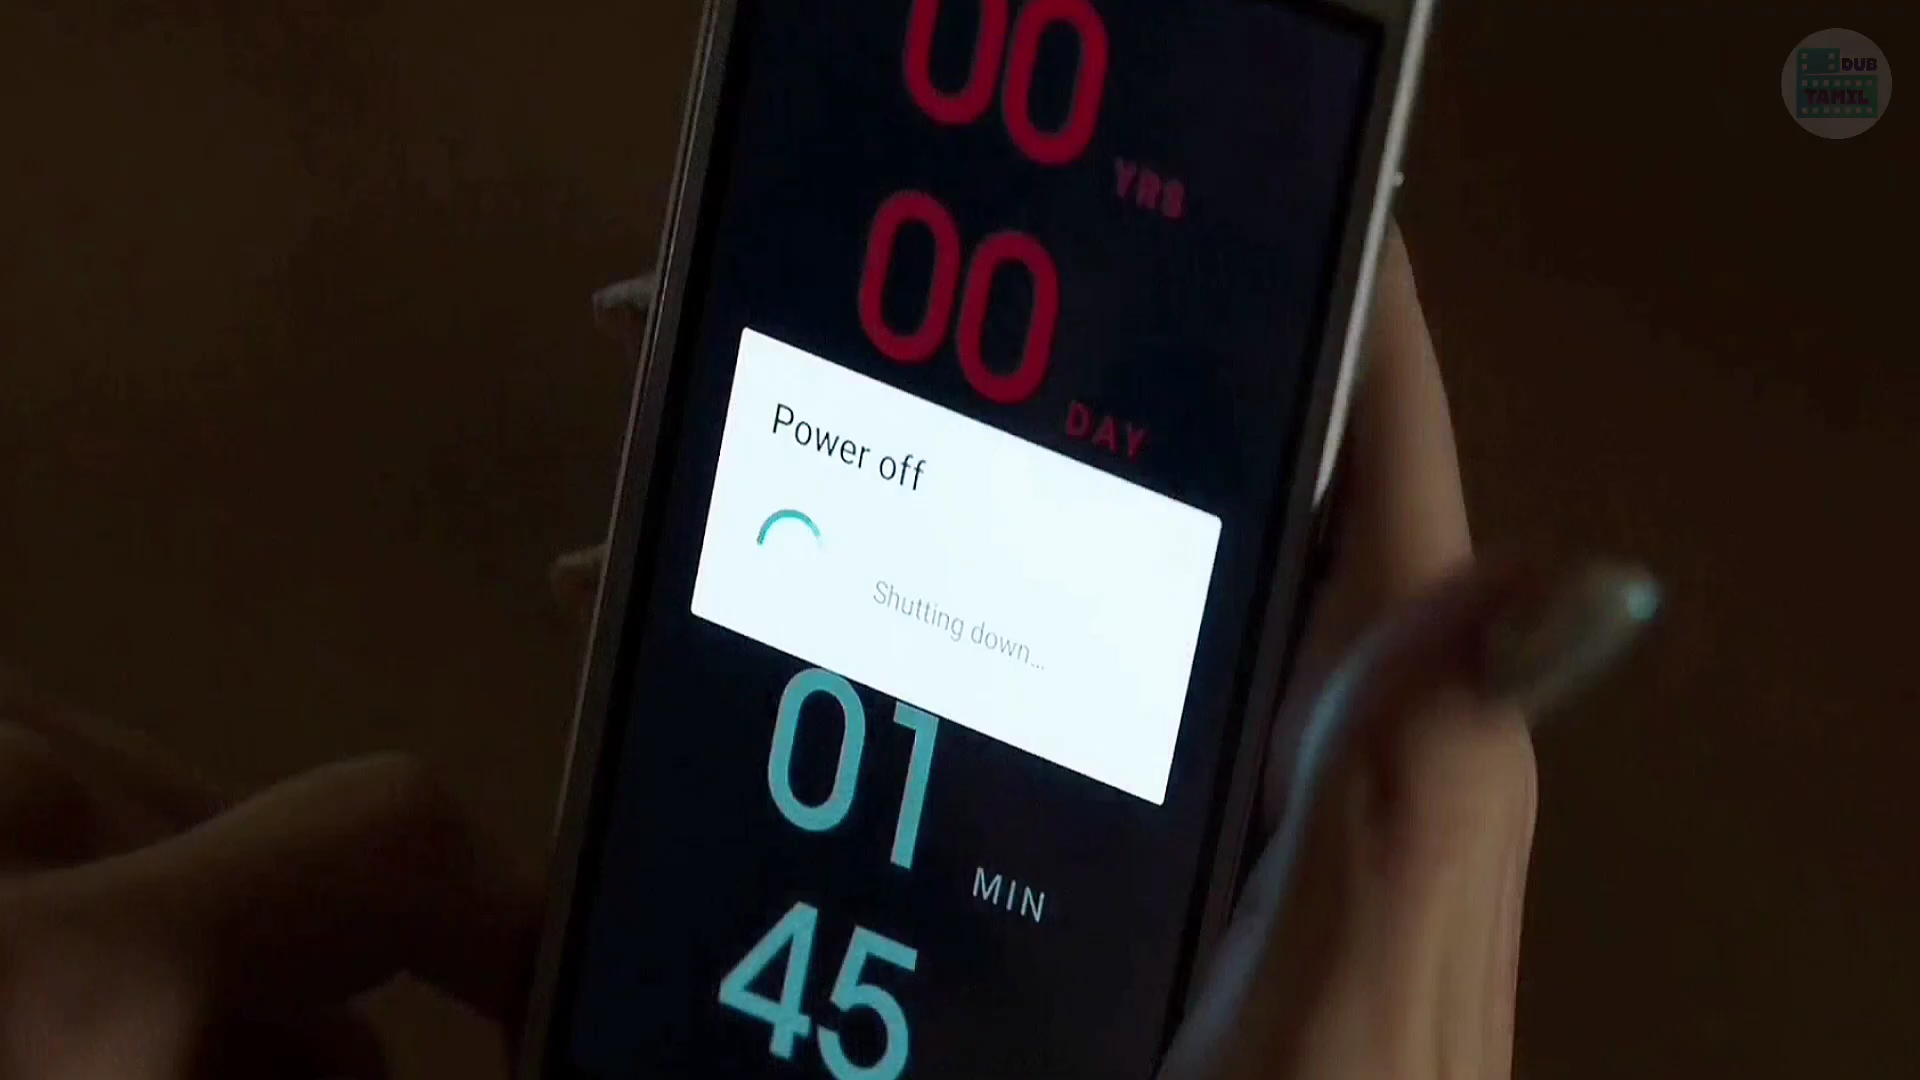 DUB
TAMIL
00
YRS
00
DAY
Power off
Shutting down...
01
MIN
45